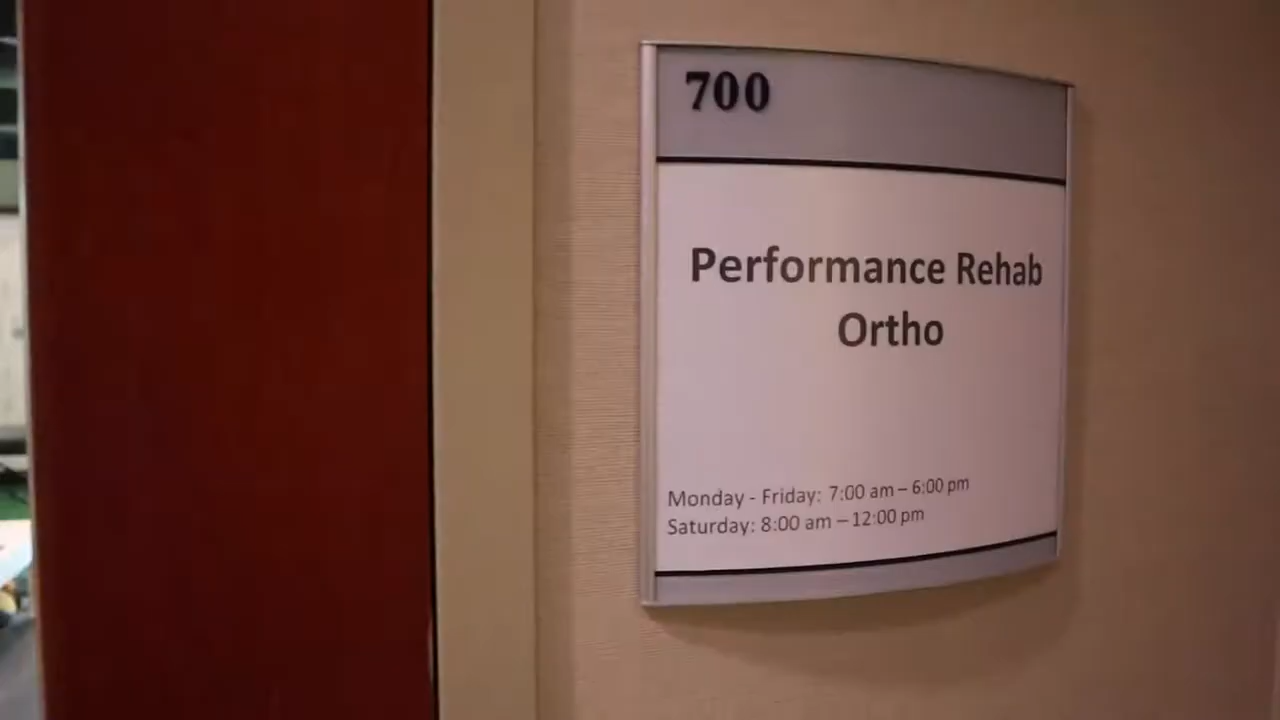 700
Performance Rehab
Ortho
Monday - Friday: 7:00 am – 6:00 pm
Saturday: 8:00 am – 12:00 pm